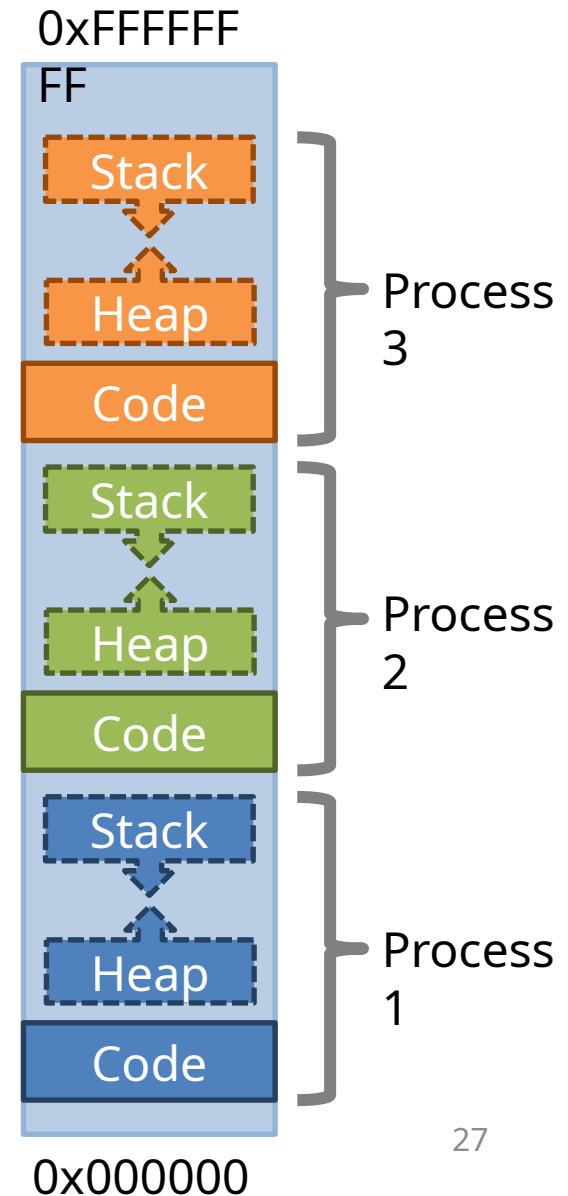 0xFFFFFF
FF
Stack
Heap
Process
3
Code
Stack
Heap
Process
2
Code
Stack
Heap
Process
1
Code
27
0x000000